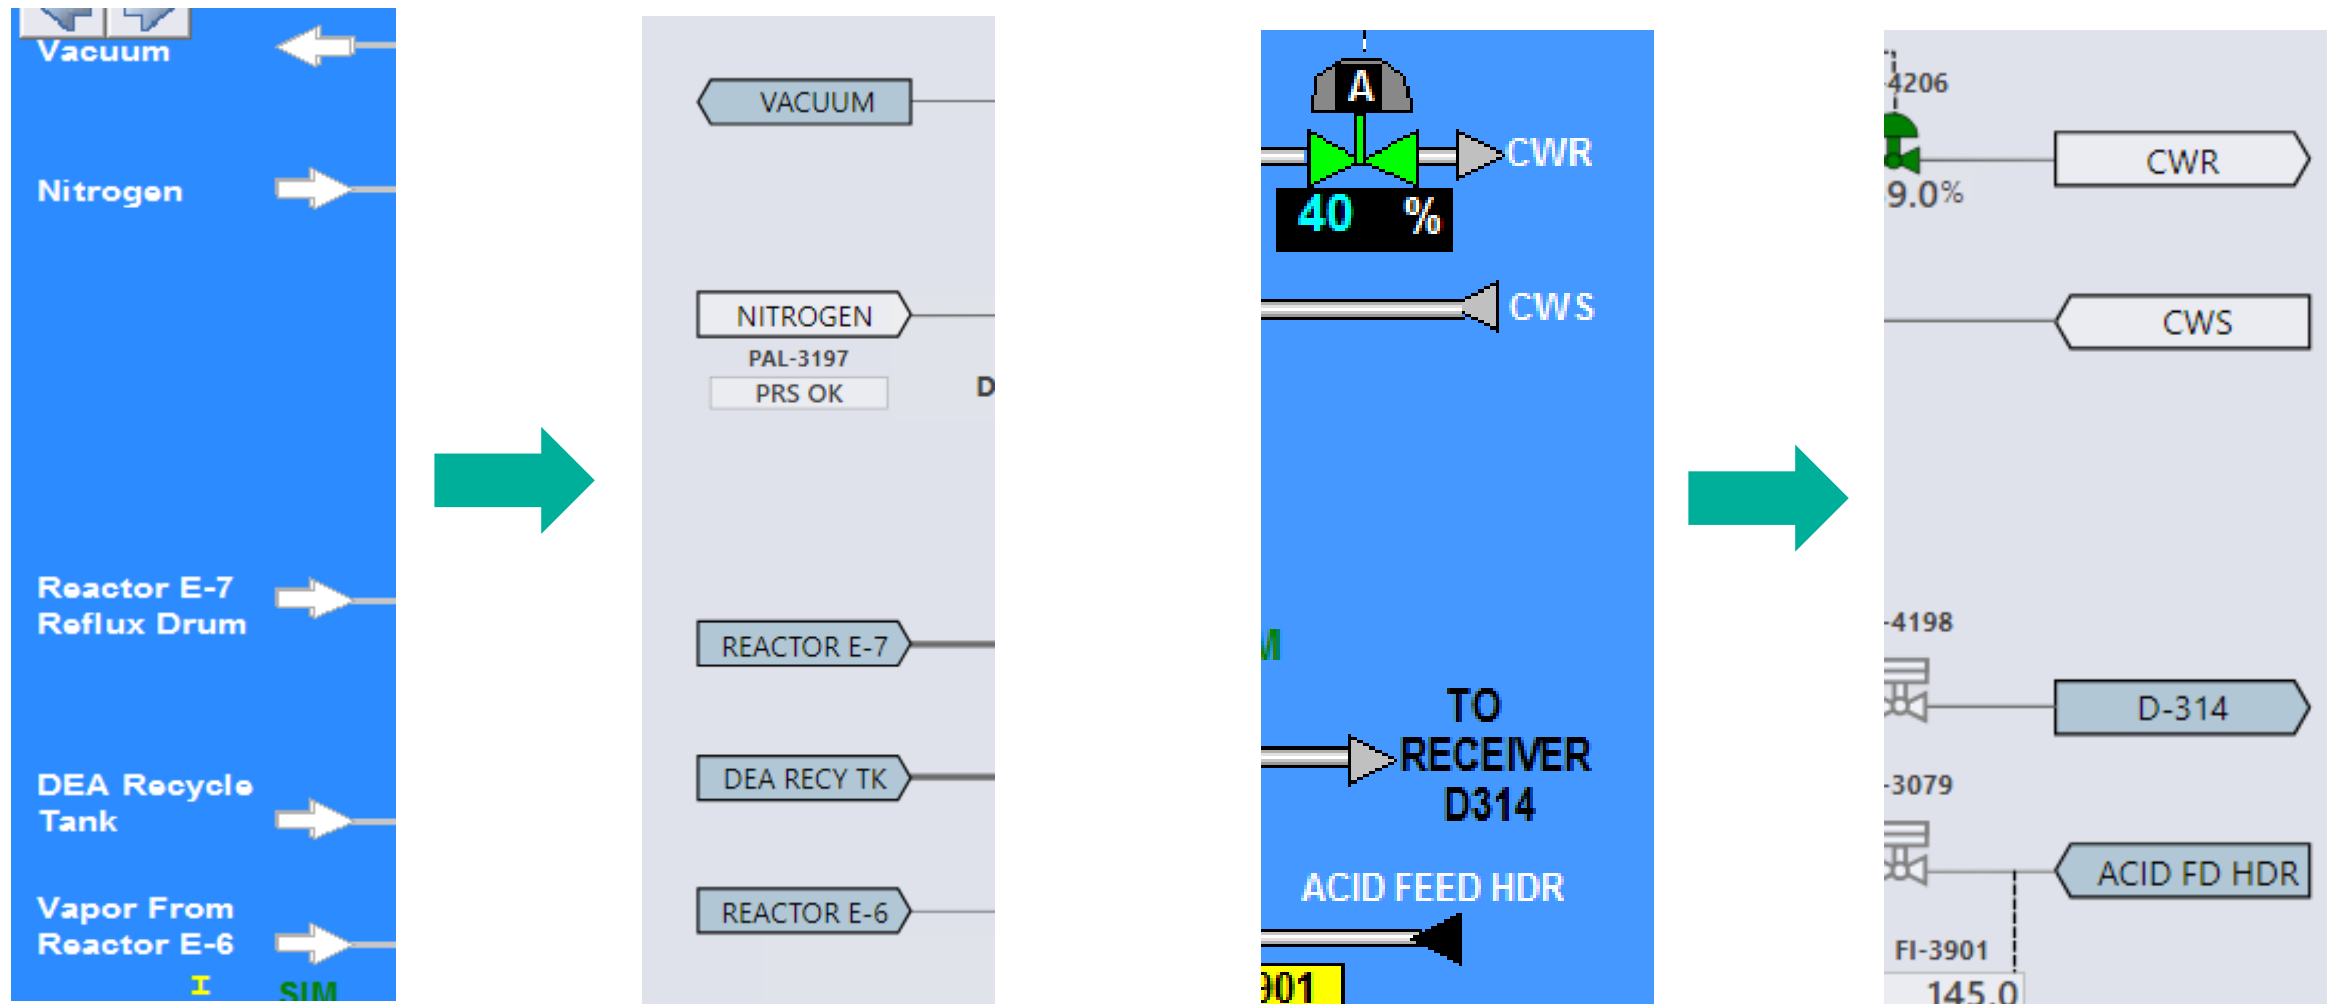 Vacuum
Nitrogen
Reactor E-7
Reflux Drum
DEA Recycle
Tank
Vapor From
Reactor E-6
I
SIM
VACUUM
NITROGEN
PAL-3197
PRS OK
D
REACTOR E-7
DEA RECY TK
REACTOR E-6
A
CWR
40 %
CWS
M
TO
RECEIVER
D314
ACID FEED HDR
901
-4206
CWR
9.0%
CWS
-4198
D-314
-3079
ACID FD HDR
FI-3901
145.0